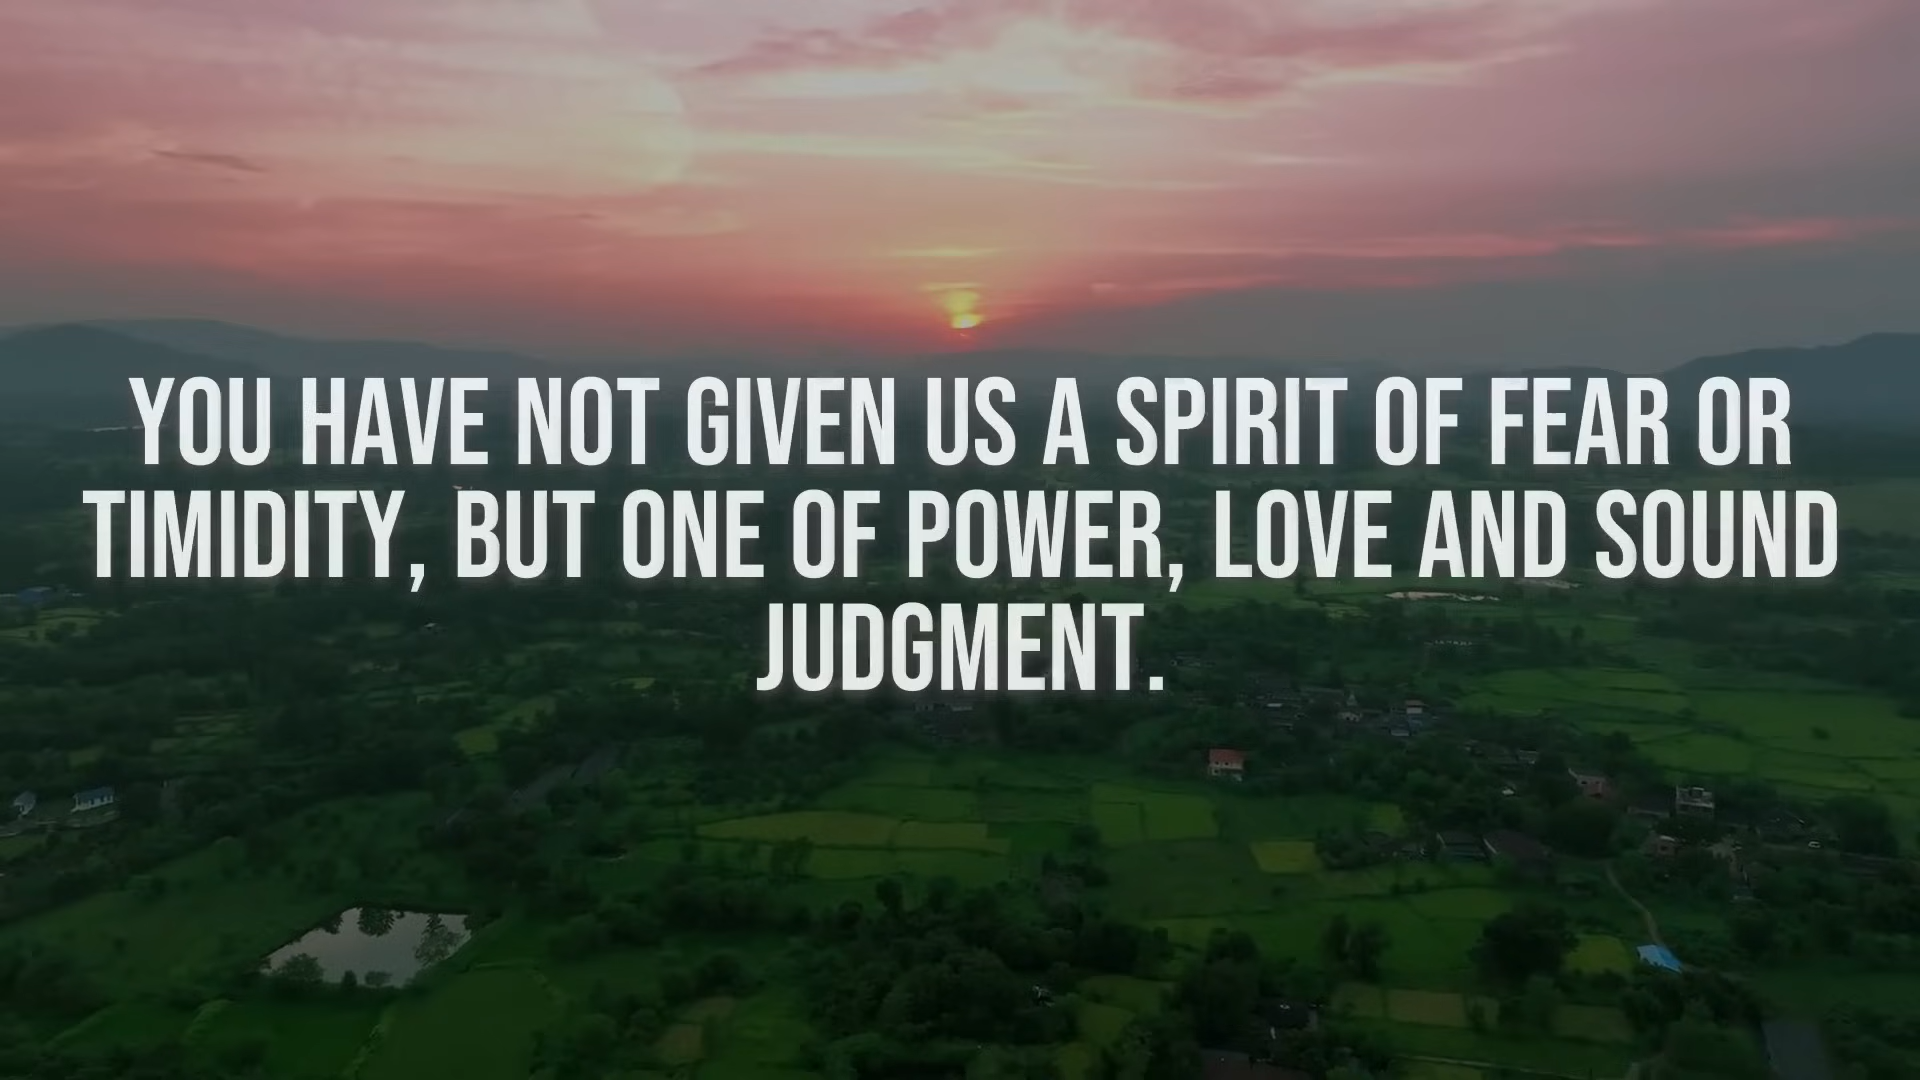 YOU HAVE NOT GIVEN US A SPIRIT OF FEAR OR
TIMIDITY, BUT ONE OF POWER, LOVE AND SOUND
JUDGMENT.